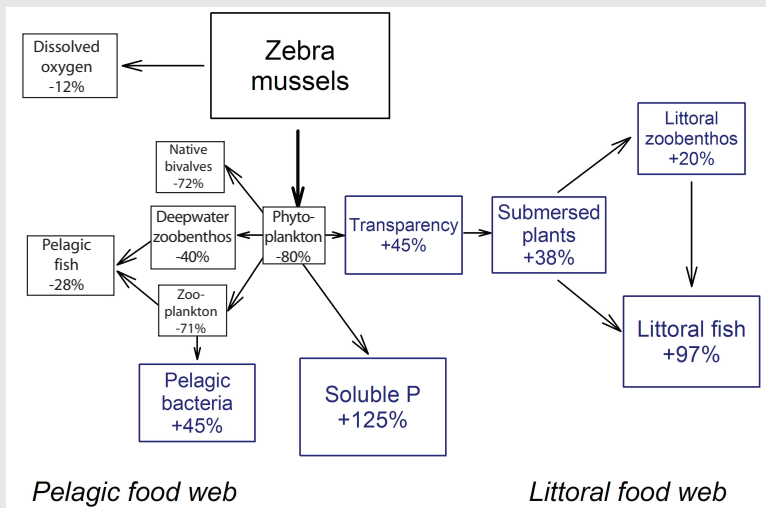 Dissolved
oxygen
-12%
Zebra
mussels
Native
bivalves
-72%
Deepwater
zoobenthos
-40%
Pelagic
fish
-28%
Zoo-
plankton
-71%
Phyto-
plankton
-80%
Transparency
+45%
Submersed
plants
+38%
Littoral
zoobenthos
+20%
Littoral fish
+97%
Pelagic
bacteria
+45%
Soluble P
+125%
Pelagic food web
Littoral food web